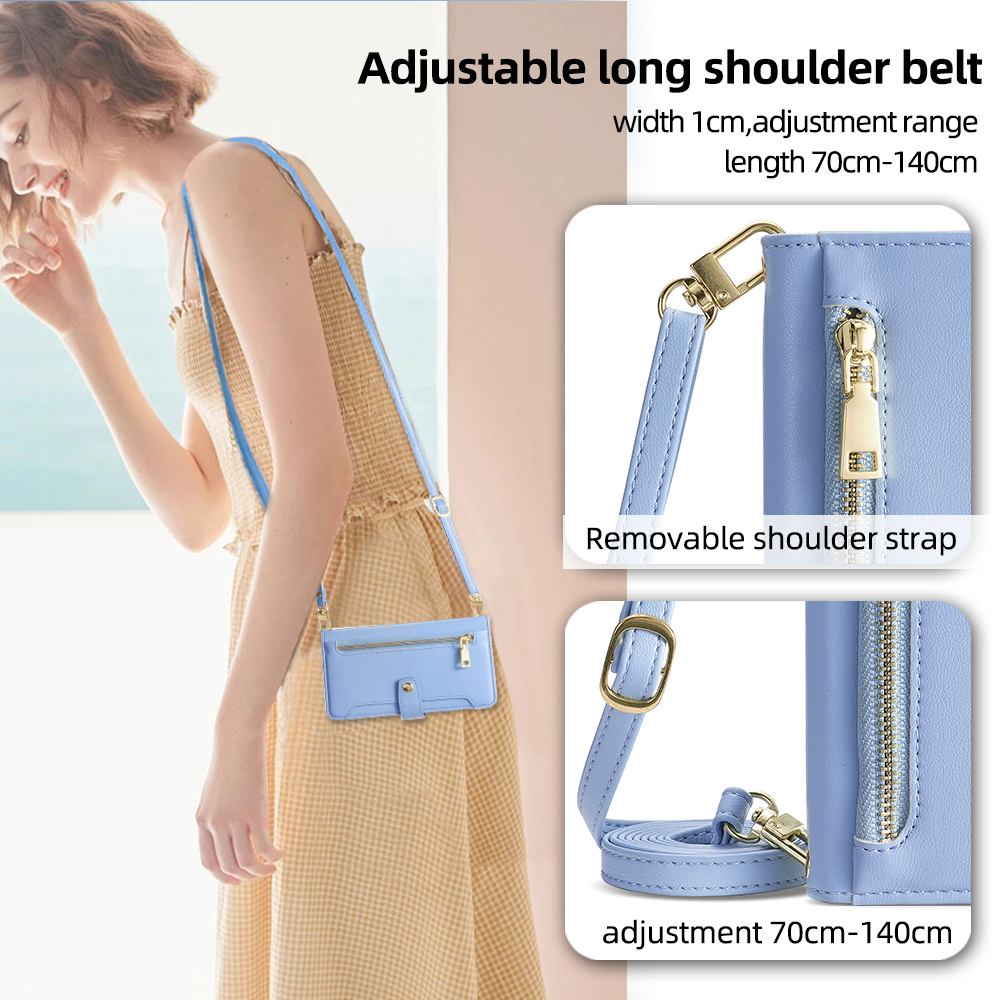 Adjustable long shoulder belt
width 1cm,adjustment range
length 70cm-140cm
Removable shoulder strap
adjustment 70cm-140cm